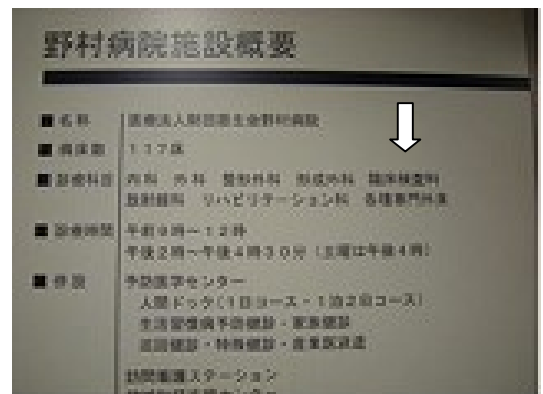 野村病院施設概要
■名称 医療法人財団慈生会野村病院
■病床数 117床
■診療科目 内科 外科 整形外科 形成外科 臨床検査科
放射線科 リハビリテーション科 各種専門外来
■診療時間 午前9時~12時
午後2時~午後4時30分(土曜は午後4時)
■併設 予防医学センター
人間ドック(1日コース・1泊2日コース)
生活習慣病予防健診・家族健診
巡回健診・特殊健診・産業医派遣
訪問看護ステーション